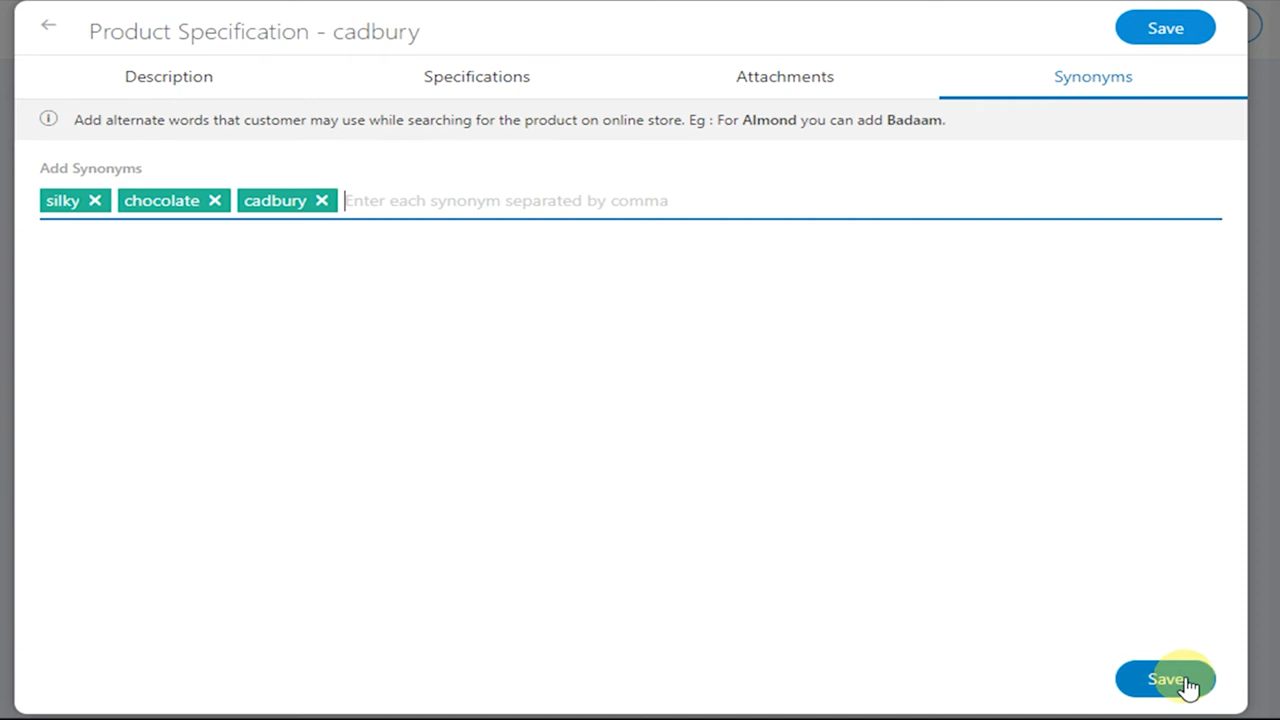 Product Specification - cadbury
Save
Description Specifications Attachments Synonyms
Add alternate words that customer may use while searching for the product on online store. Eg : For Almond you can add Badaam.
Add Synonyms
silky × chocolate × cadbury × Enter each synonym separated by comma
Save